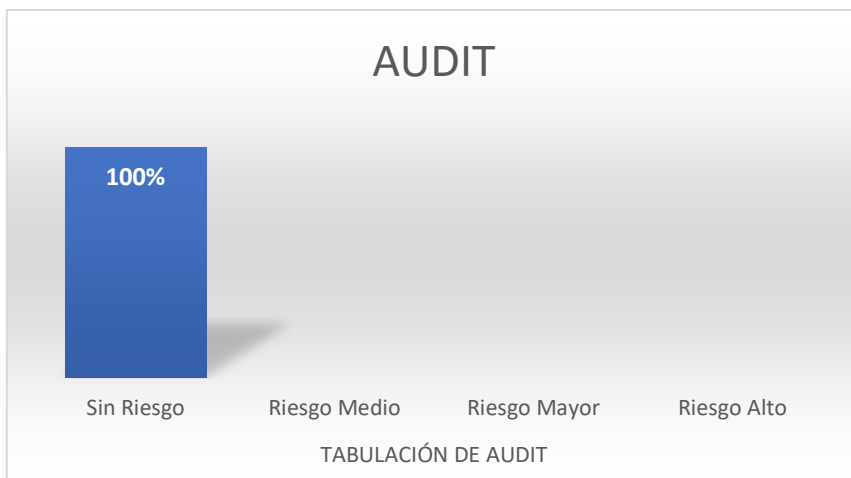 AUDIT
100%
Sin Riesgo Riesgo Medio Riesgo Mayor Riesgo Alto
TABULACIÓN DE AUDIT